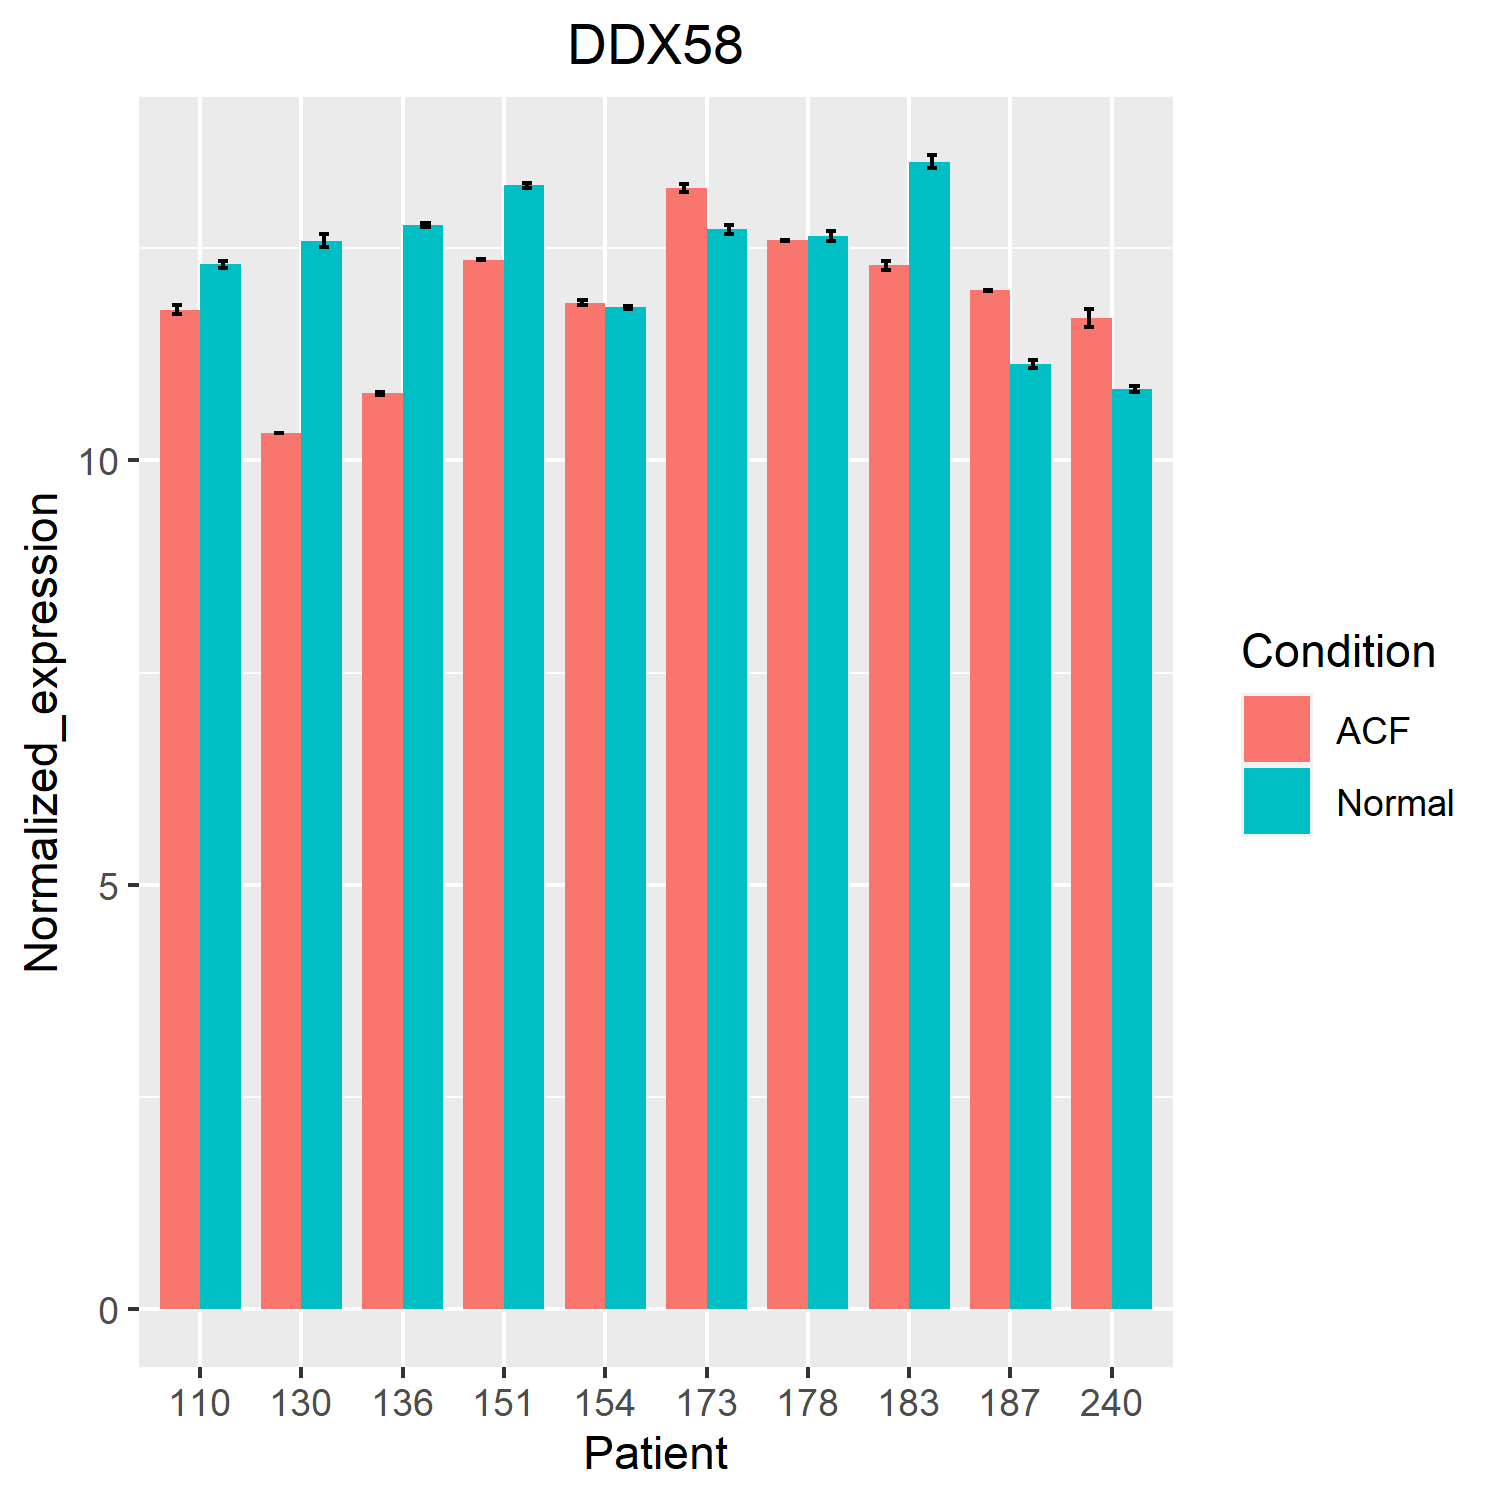 DDX58
Normalized_expression
10
5
0
110 130 136 151 154 173 178 183 187 240
Patient
Condition
ACF
Normal